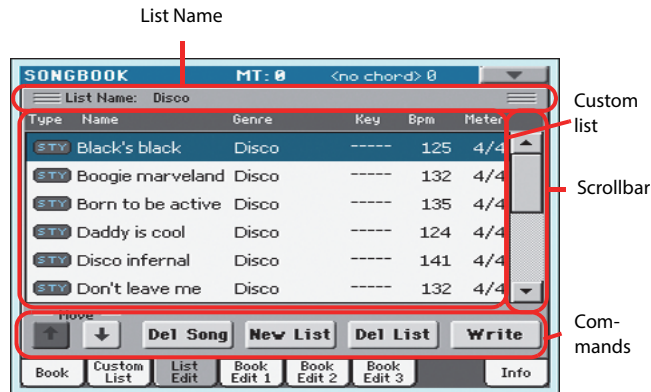 List Name
SONGBOOK MT: 0 <no chord> 0
List Name: Disco
Type Name Genre Key Bpm Meter
STY Black's black Disco ----- 125 4/4
STY Boogie marveland Disco ----- 132 4/4
STY Born to be active Disco ----- 135 4/4
STY Daddy is cool Disco ----- 124 4/4
STY Disco infernal Disco ----- 141 4/4
STY Don't leave me Disco ----- 132 4/4
Custom
list
Scrollbar
Move
Del Song New List Del List Write
Com-
mands
Book Custom List List Edit Book Edit 1 Book Edit 2 Book Edit 3 Info